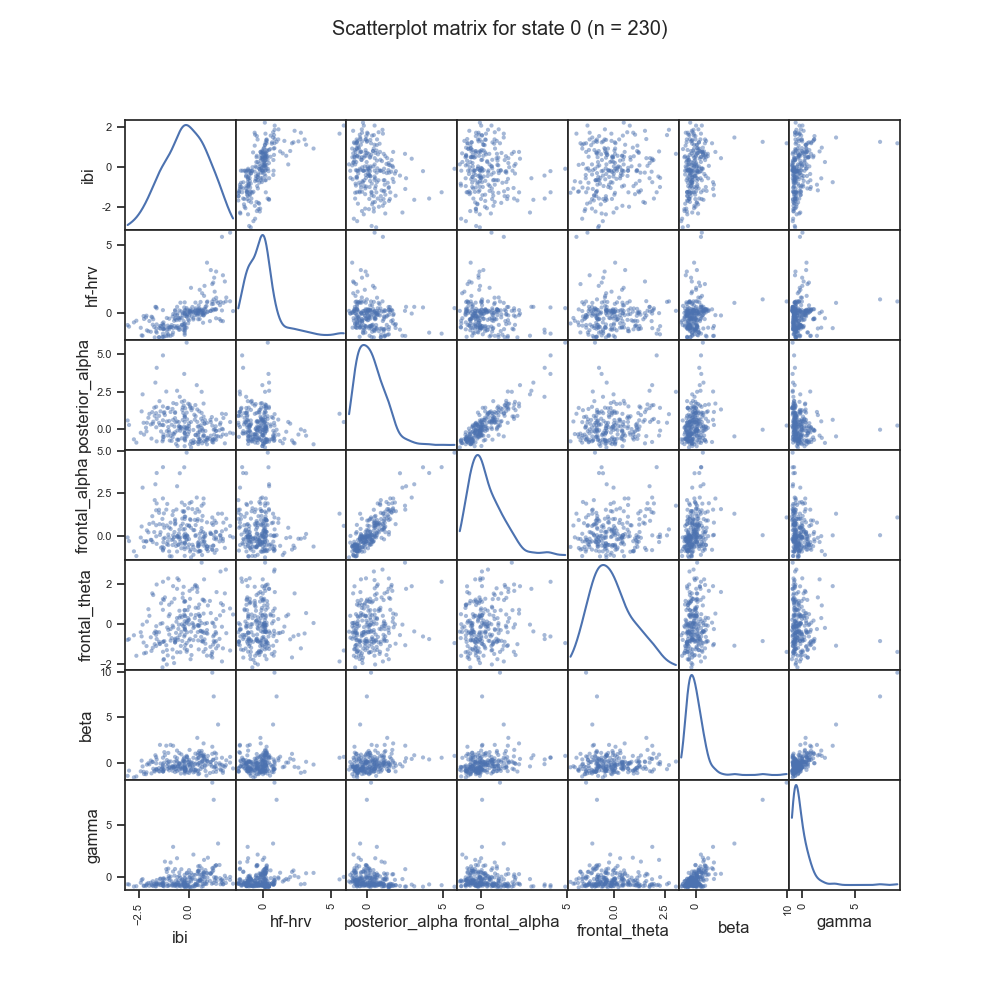 Scatterplot matrix for state 0 (n = 230)
ibi
2
0
-2
hf-hrv
5
0
posterior_alpha
5.0
2.5
0.0
frontal_alpha
5.0
2.5
0.0
frontal_theta
2
0
−2
beta
10
5
0
gamma
5
0
−2.5 0.0 0 0 5 0 5 0.0 2.5 0 10 0 5
ibi hf-hrv posterior_alpha frontal_alpha frontal_theta beta gamma